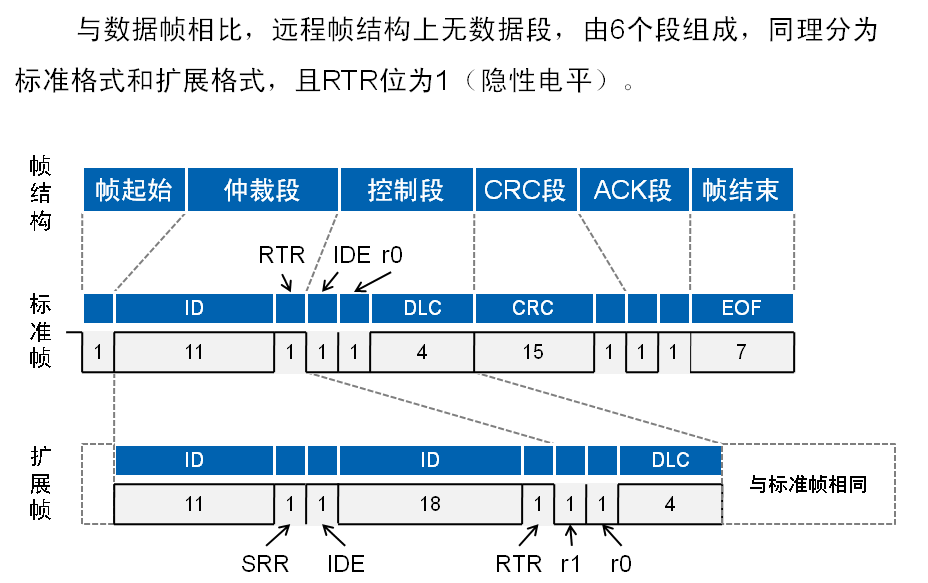 与数据帧相比，远程帧结构上无数据段，由6个段组成，同理分为
标准格式和扩展格式，且RTR位为1（隐性电平）。
帧结构
帧起始 仲裁段 控制段 CRC段 ACK段 帧结束
RTR IDE r0
标准帧
ID DLC CRC EOF
1 11 1 1 1 4 15 1 1 1 7
扩展帧
ID ID DLC
与标准帧相同
11 1 1 18 1 1 1 4
SRR IDE RTR r1 r0